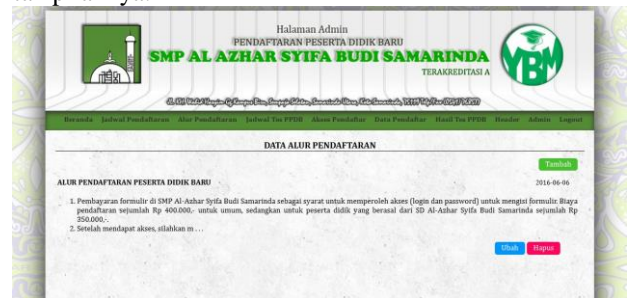 Halaman Admin
PENDAFTARAN PESERTA DIDIK BARU
SMP AL AZHAR SYIFA BUDI SAMARINDA
TERAKREDITASI A
YBM
Beranda Jadwal Pendaftaran Alur Pendaftaran Jadwal Tes PPDB Akses Pendaftar Data Pendaftar Hasil Tes PPDB Header Admin Logout
DATA ALUR PENDAFTARAN
Tambah
ALUR PENDAFTARAN PESERTA DIDIK BARU 2016-06-06
1. Pembayaran formulir di SMP Al-Azhar Syifa Budi Samarinda sebagai syarat untuk memperoleh akses (login dan password) untuk mengisi formulir. Biaya
pendaftaran sejumlah Rp 400.000,- untuk umum, sedangkan untuk peserta didik yang berasal dari SD Al-Azhar Syifa Budi Samarinda sejumlah Rp
350.000,-.
2. Setelah mendapat akses, silahkan m . . .
Ubah Hapus